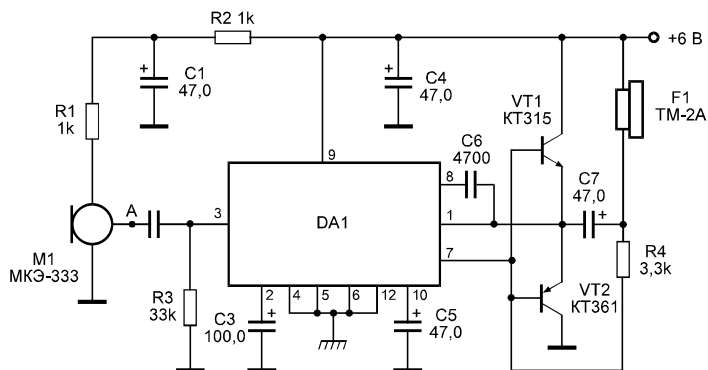 R2 1k
+6 В
+
C1
47,0
+
C4
47,0
R1
1k
VT1
КТ315
F1
ТМ-2А
C6
4700
9
8
C7
47,0
+
A
3
DA1
1
7
M1
МКЭ-333
R4
3,3k
R3
33k
2
4
5
6
12
10
VT2
КТ361
C3
100,0
+
+
C5
47,0